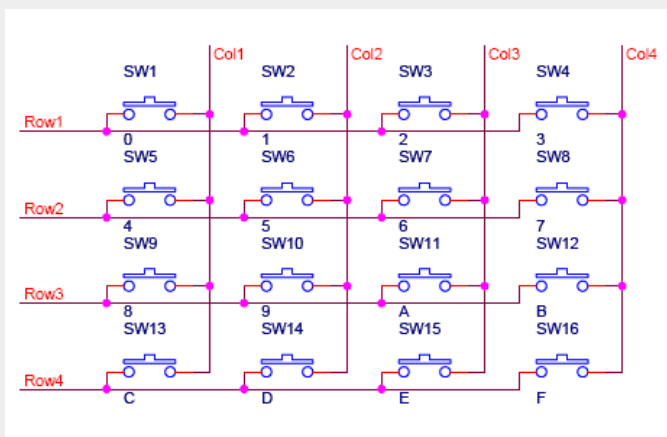 Col1 Col2 Col3 Col4
SW1 SW2 SW3 SW4
Row1
0 1 2 3
SW5 SW6 SW7 SW8
Row2
4 5 6 7
SW9 SW10 SW11 SW12
Row3
8 9 A B
SW13 SW14 SW15 SW16
Row4
C D E F